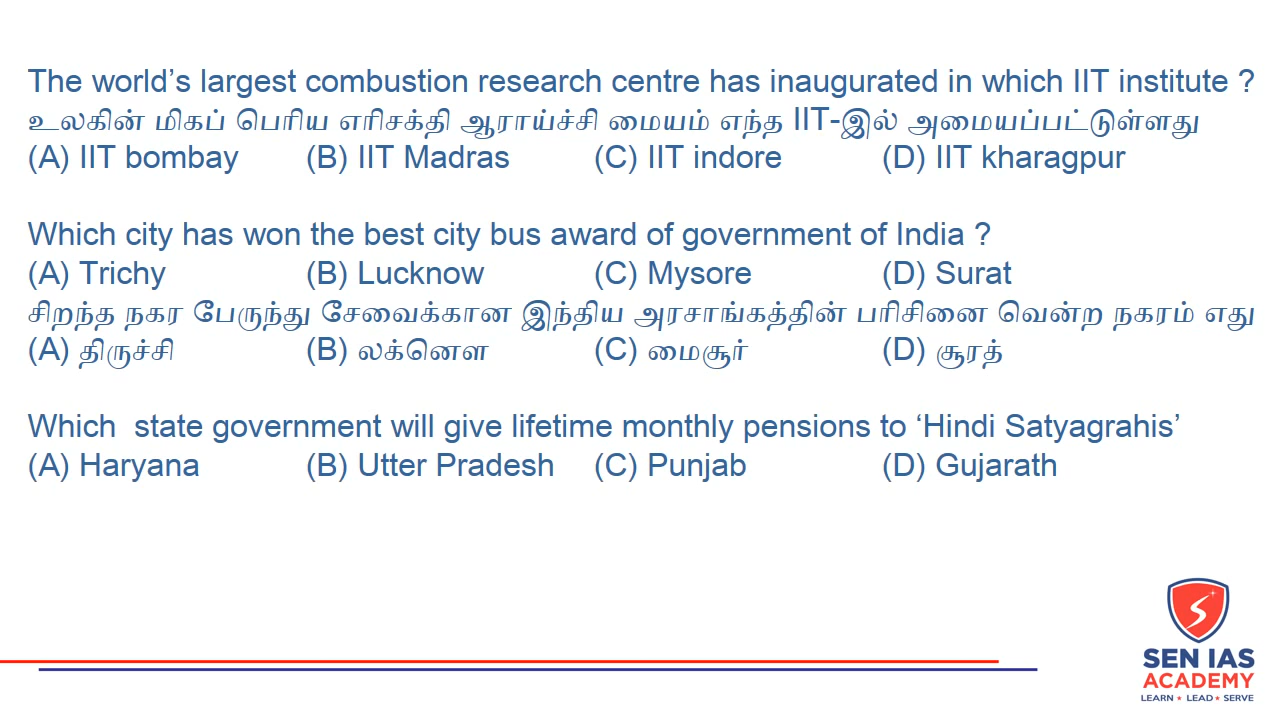 The world’s largest combustion research centre has inaugurated in which IIT institute ?
உலகின் மிகப் பெரிய எரிசக்தி ஆராய்ச்சி மையம் எந்த IIT-இல் அமையப்பட்டுள்ளது
(A) IIT bombay (B) IIT Madras (C) IIT indore (D) IIT kharagpur
Which city has won the best city bus award of government of India ?
(A) Trichy (B) Lucknow (C) Mysore (D) Surat
சிறந்த நகர பேருந்து சேவைக்கான இந்திய அரசாங்கத்தின் பரிசினை வென்ற நகரம் எது
(A) திருச்சி (B) லக்னௌ (C) மைசூர் (D) சூரத்
Which  state government will give lifetime monthly pensions to ‘Hindi Satyagrahis’
(A) Haryana (B) Utter Pradesh (C) Punjab (D) Gujarath
SEN IAS
ACADEMY
LEARN ★ LEAD ★ SERVE